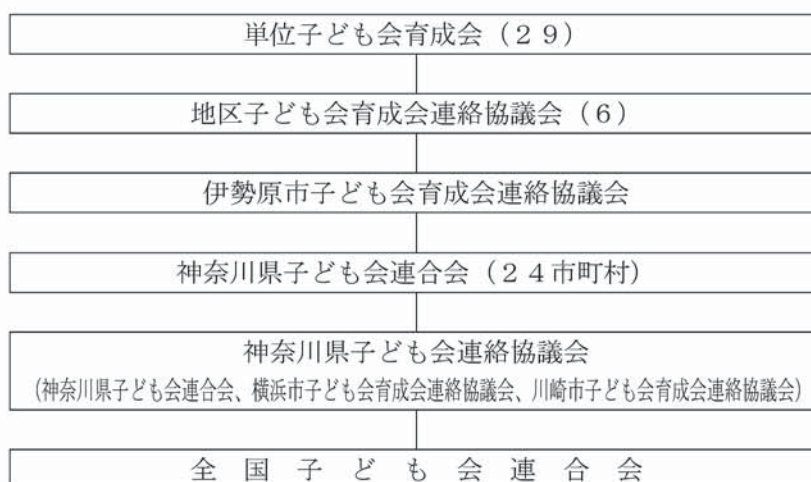 単位子ども会育成会（２９）
地区子ども会育成会連絡協議会（６）
伊勢原市子ども会育成会連絡協議会
神奈川県子ども会連合会（２４市町村）
神奈川県子ども会連絡協議会
（神奈川県子ども会連合会、横浜市子ども会育成会連絡協議会、川崎市子ども会育成会連絡協議会）
全国子ども会連合会